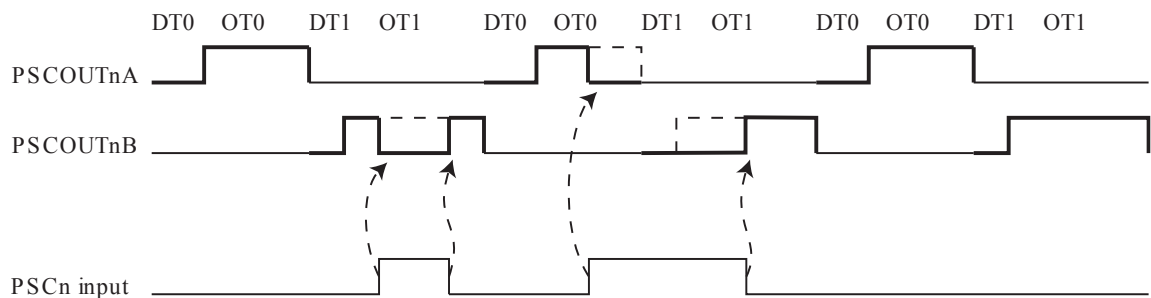 DT0 OT0 DT1 OT1 DT0 OT0 DT1 OT1 DT0 OT0 DT1 OT1
PSCOUTnA
PSCOUTnB
PSCn input